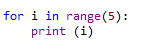 for i in range(5):
    print (i)